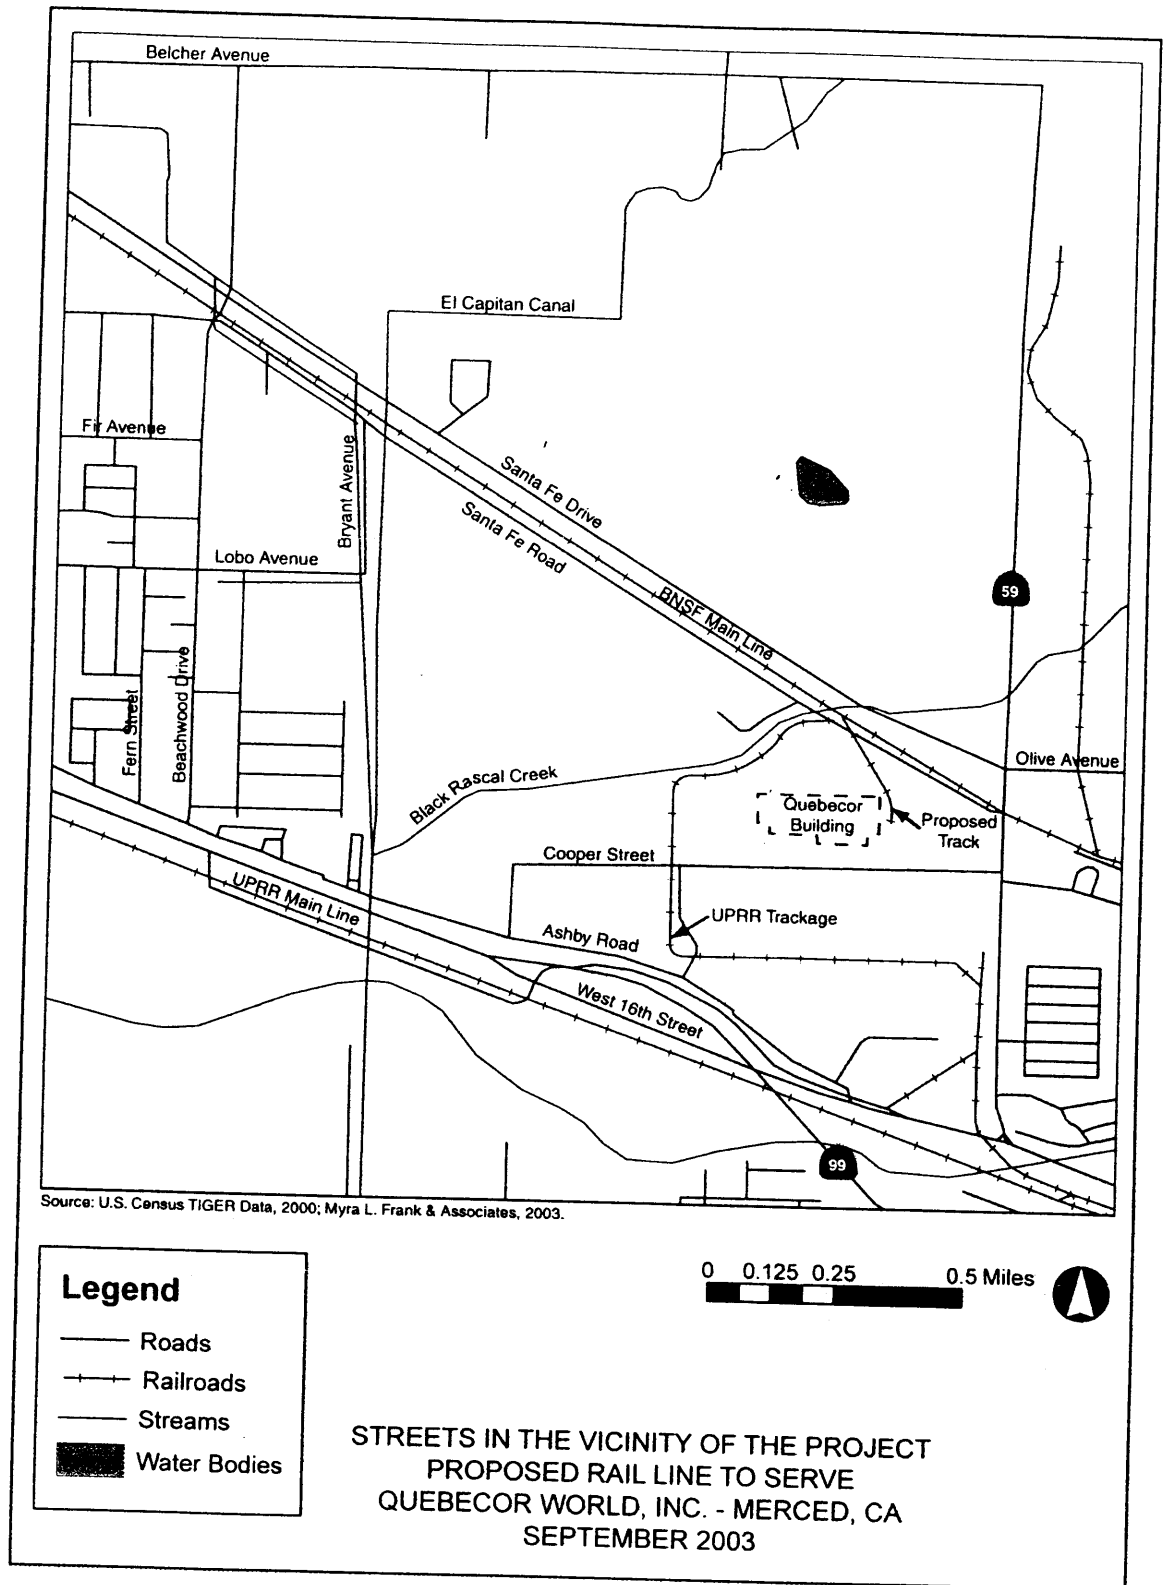 Belcher Avenue
El Capitan Canal
Fir Avenue
Bryant Avenue
Santa Fe Drive
Santa Fe Road
Lobo Avenue
BNSF Main Line
59
Fern Street
Beachwood Drive
Olive Avenue
Black Rascal Creek
Quebecor
Building
Proposed
Track
Cooper Street
UPRR Main Line
UPRR Trackage
Ashby Road
West 16th Street
99
Source: U.S. Census TIGER Data, 2000; Myra L. Frank & Associates, 2003.
Legend
Roads
Railroads
Streams
Water Bodies
0 0.125 0.25 0.5 Miles
STREETS IN THE VICINITY OF THE PROJECT
PROPOSED RAIL LINE TO SERVE
QUEBECOR WORLD, INC. - MERCED, CA
SEPTEMBER 2003